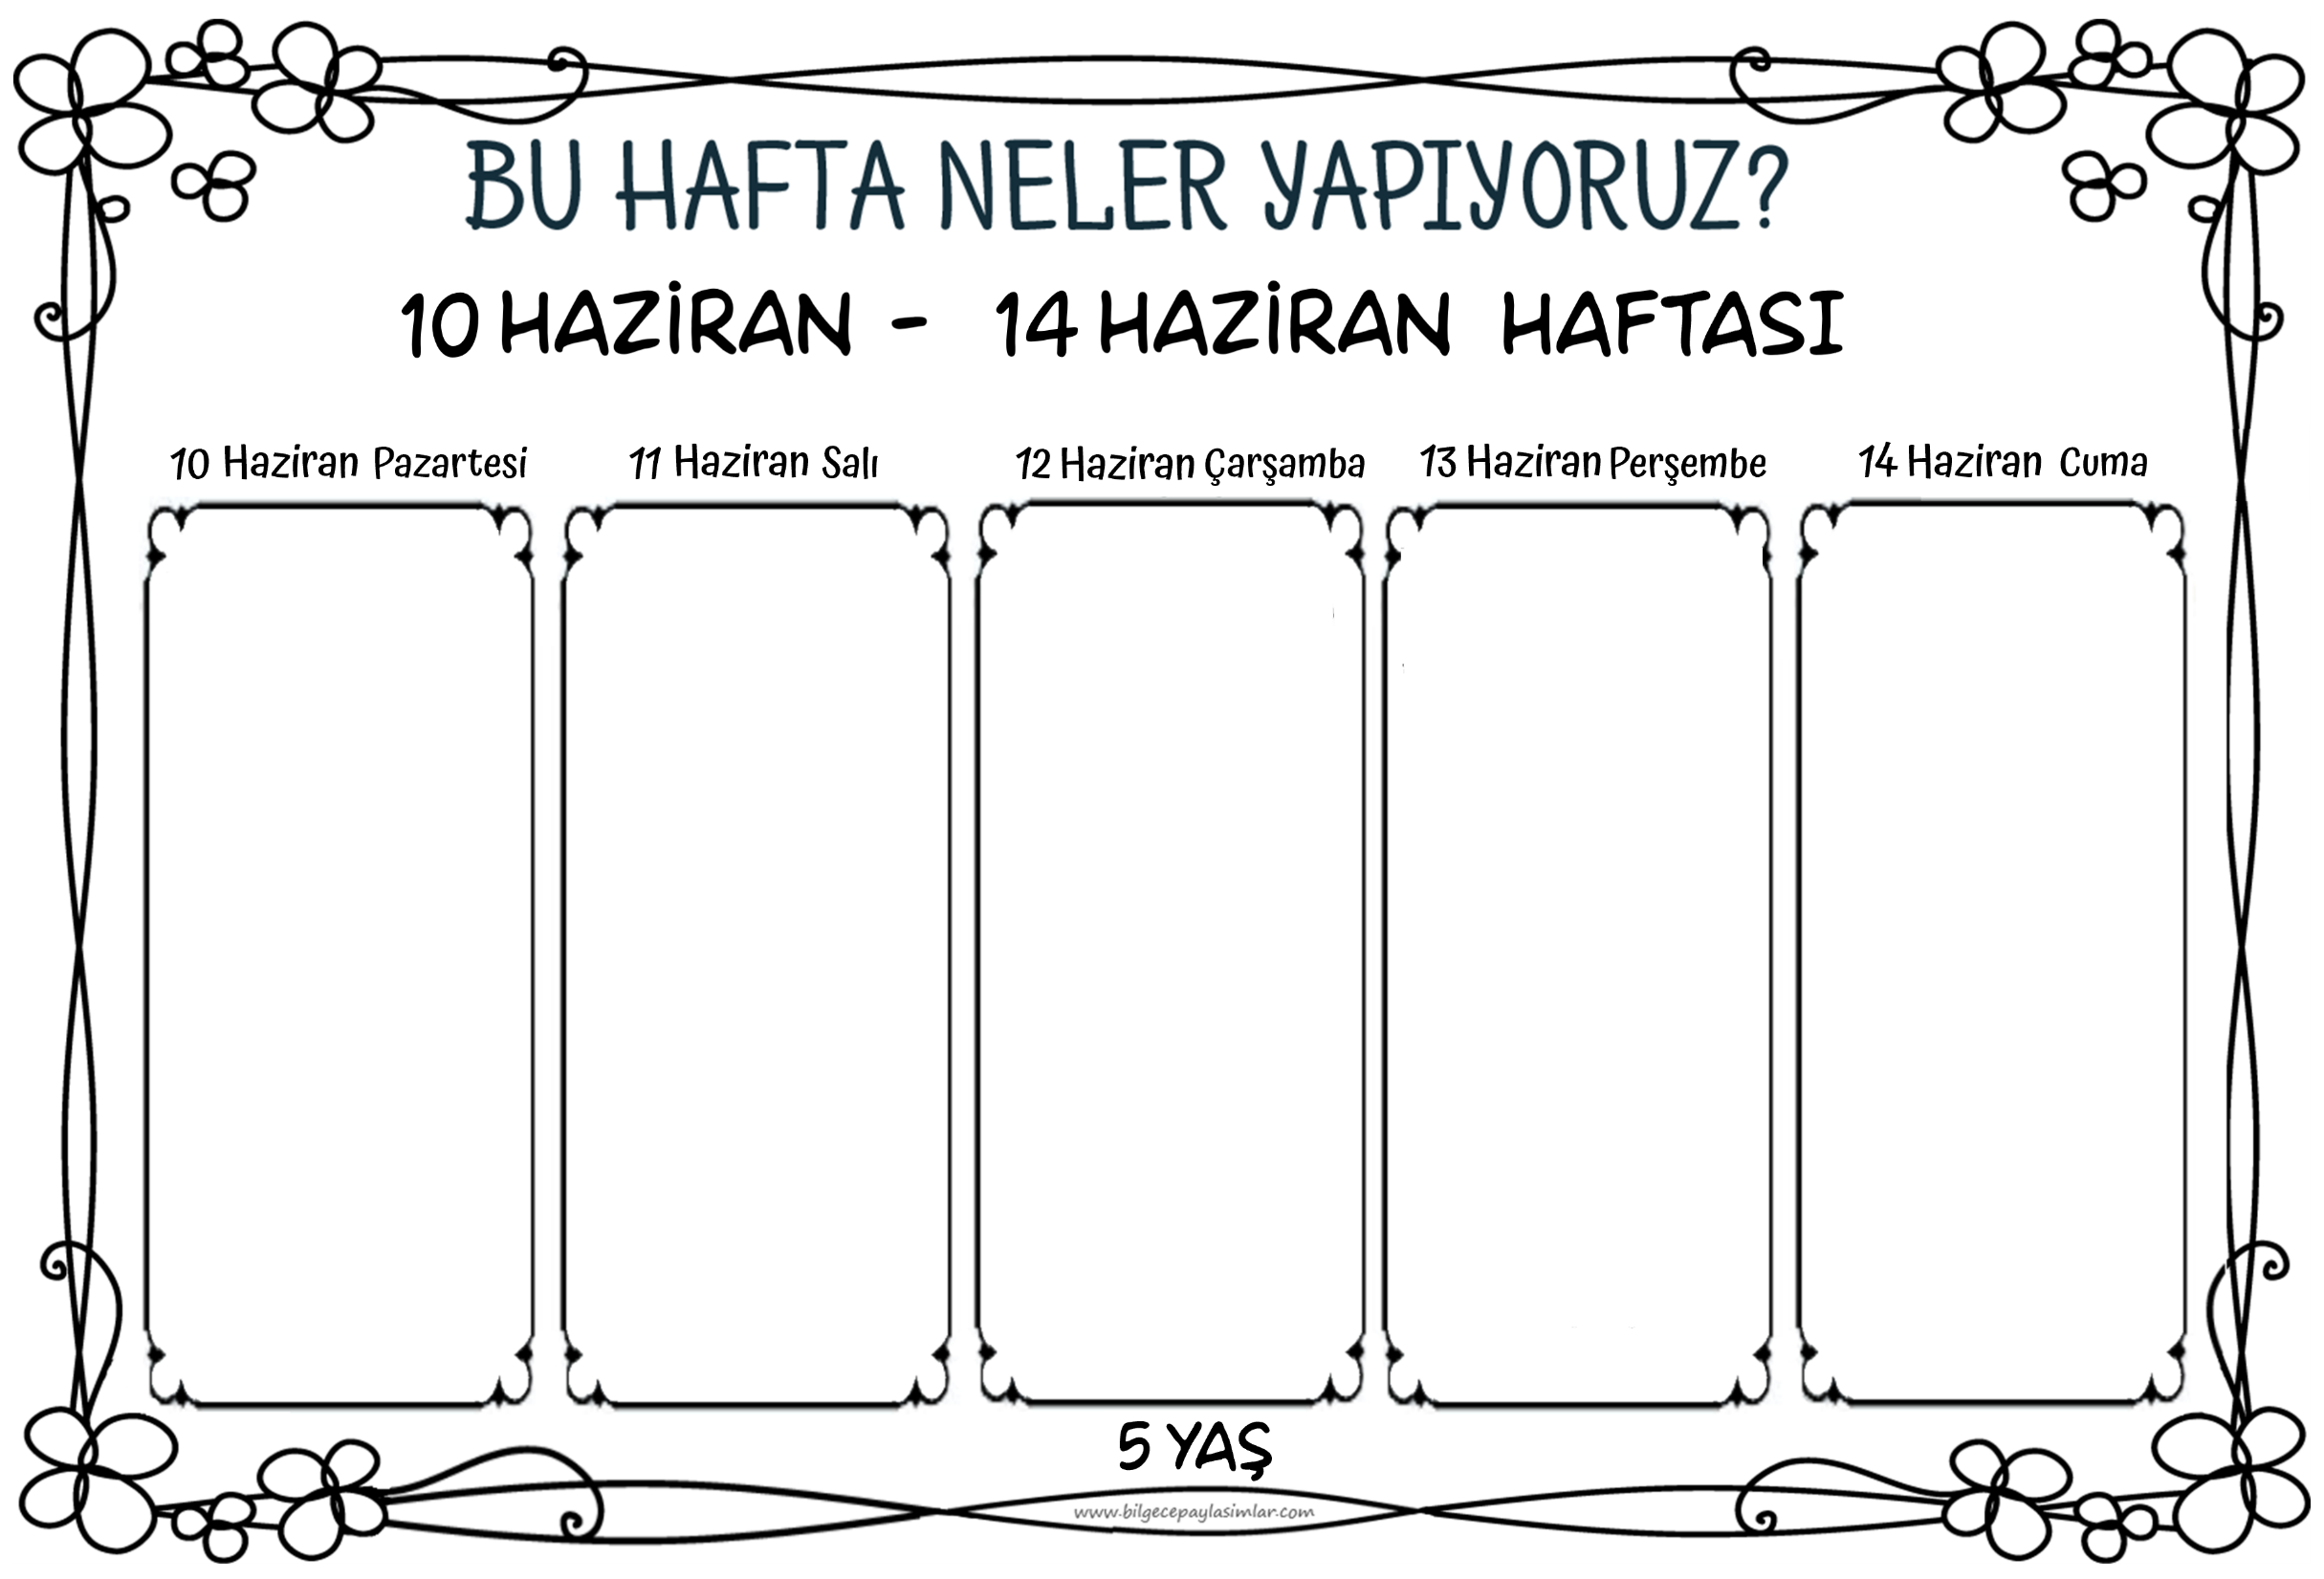 BU HAFTA NELER YAPIYORUZ?
10 HAZİRAN - 14 HAZİRAN HAFTASI
10 Haziran Pazartesi
11 Haziran Salı
12 Haziran Çarşamba
13 Haziran Perşembe
14 Haziran Cuma
5 YAŞ
www.bilgecepaylasimlar.com